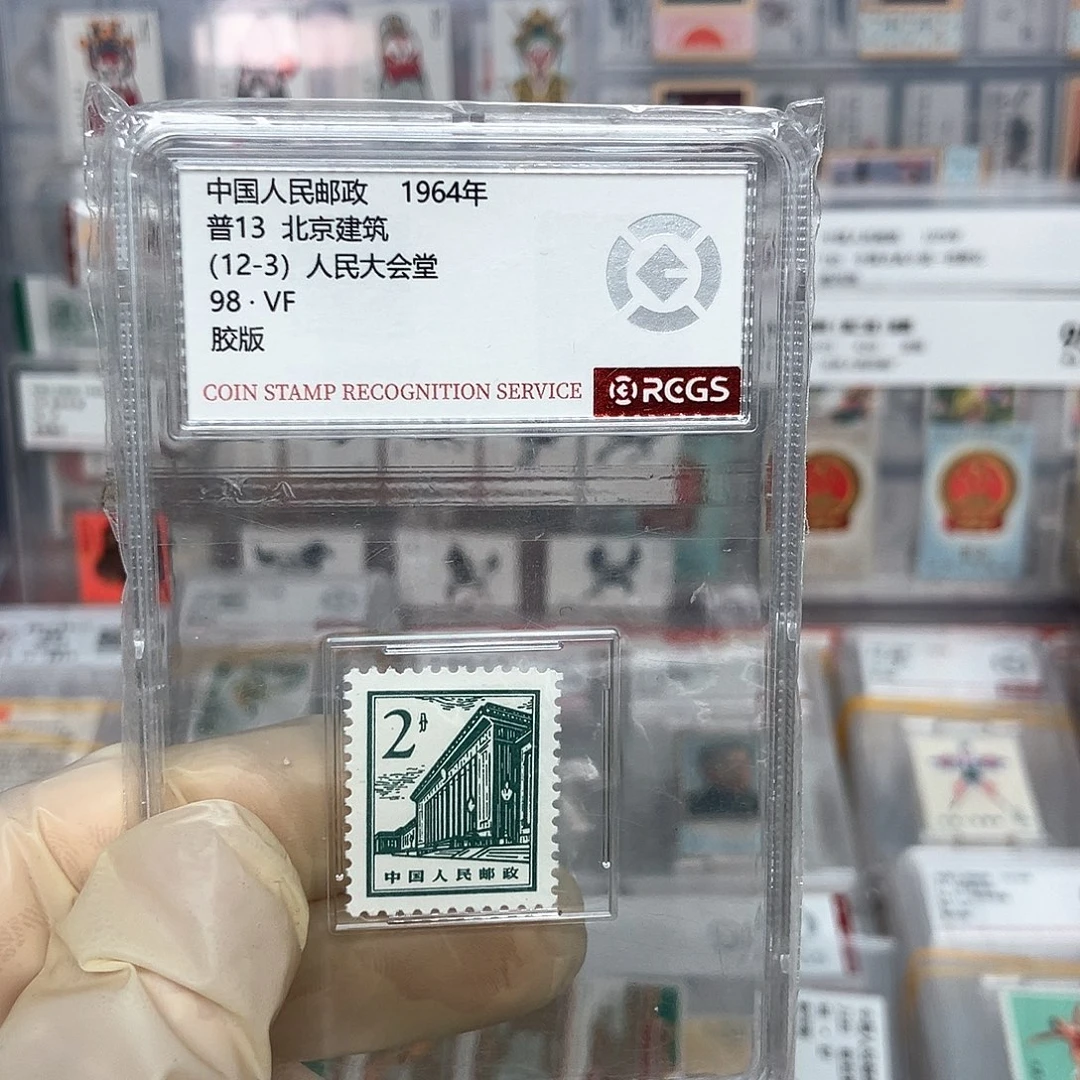 中国人民邮政 1964年
普13 北京建筑
(12-3) 人民大会堂
98·VF
胶版
COIN STAMP RECOGNITION SERVICE RCGS
2分
中国人民邮政